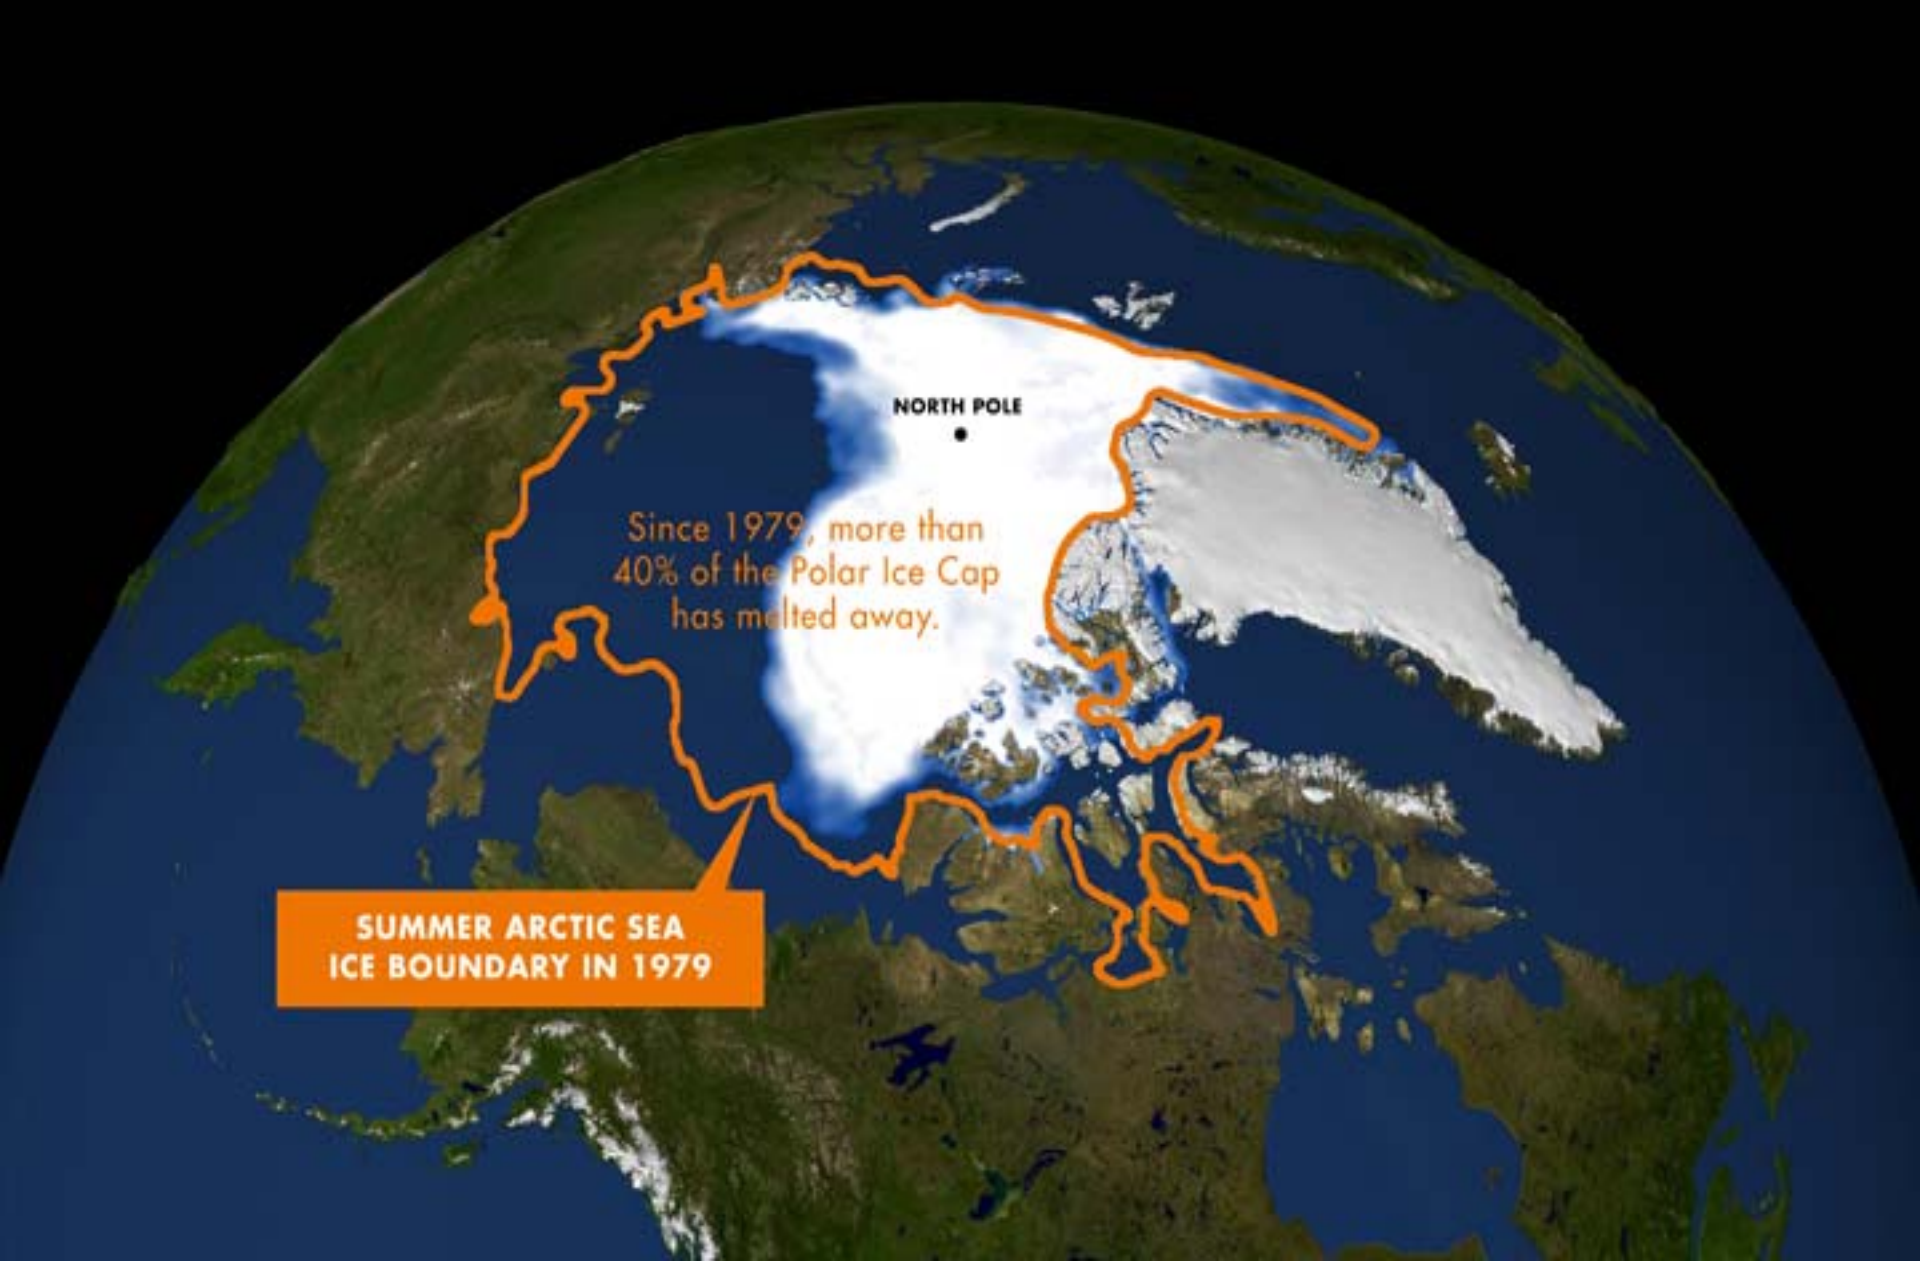 NORTH POLE
Since 1979, more than
40% of the Polar Ice Cap
has melted away.
SUMMER ARCTIC SEA
ICE BOUNDARY IN 1979